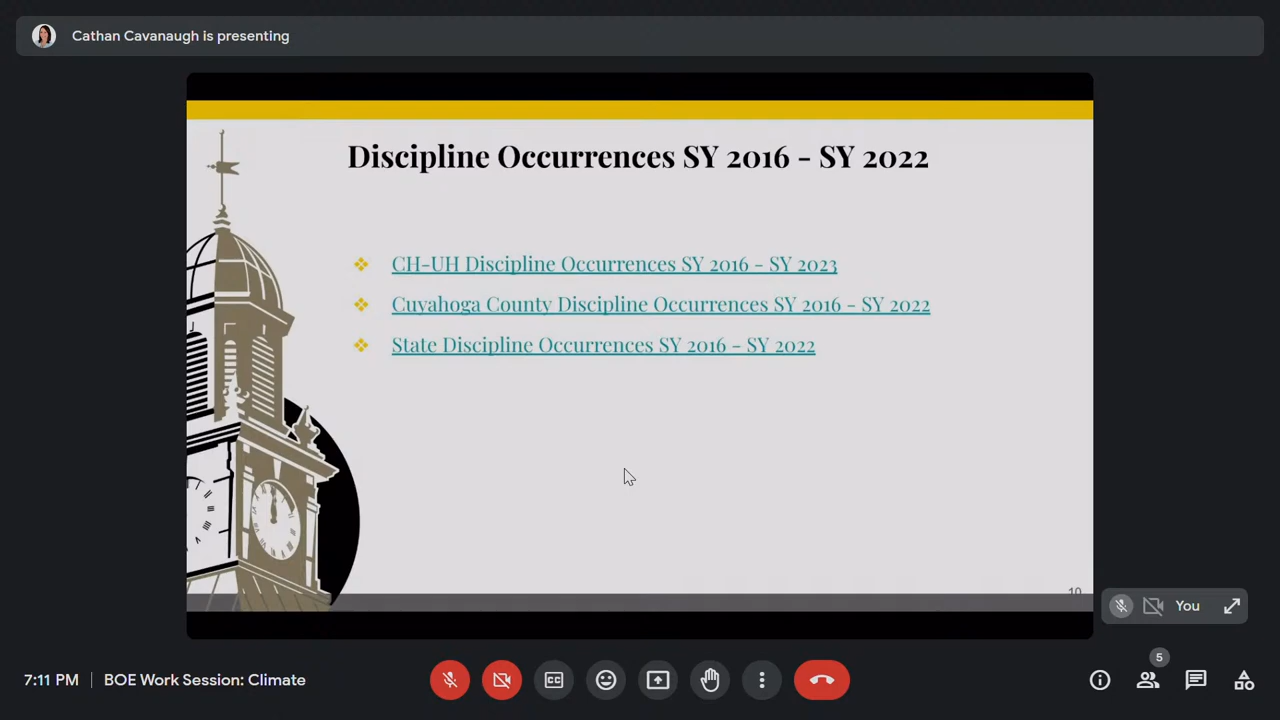 Cathan Cavanaugh is presenting
Discipline Occurrences SY 2016 - SY 2022
CH-UH Discipline Occurrences SY 2016 - SY 2023
Cuyahoga County Discipline Occurrences SY 2016 - SY 2022
State Discipline Occurrences SY 2016 - SY 2022
10
You
5
7:11 PM | BOE Work Session: Climate